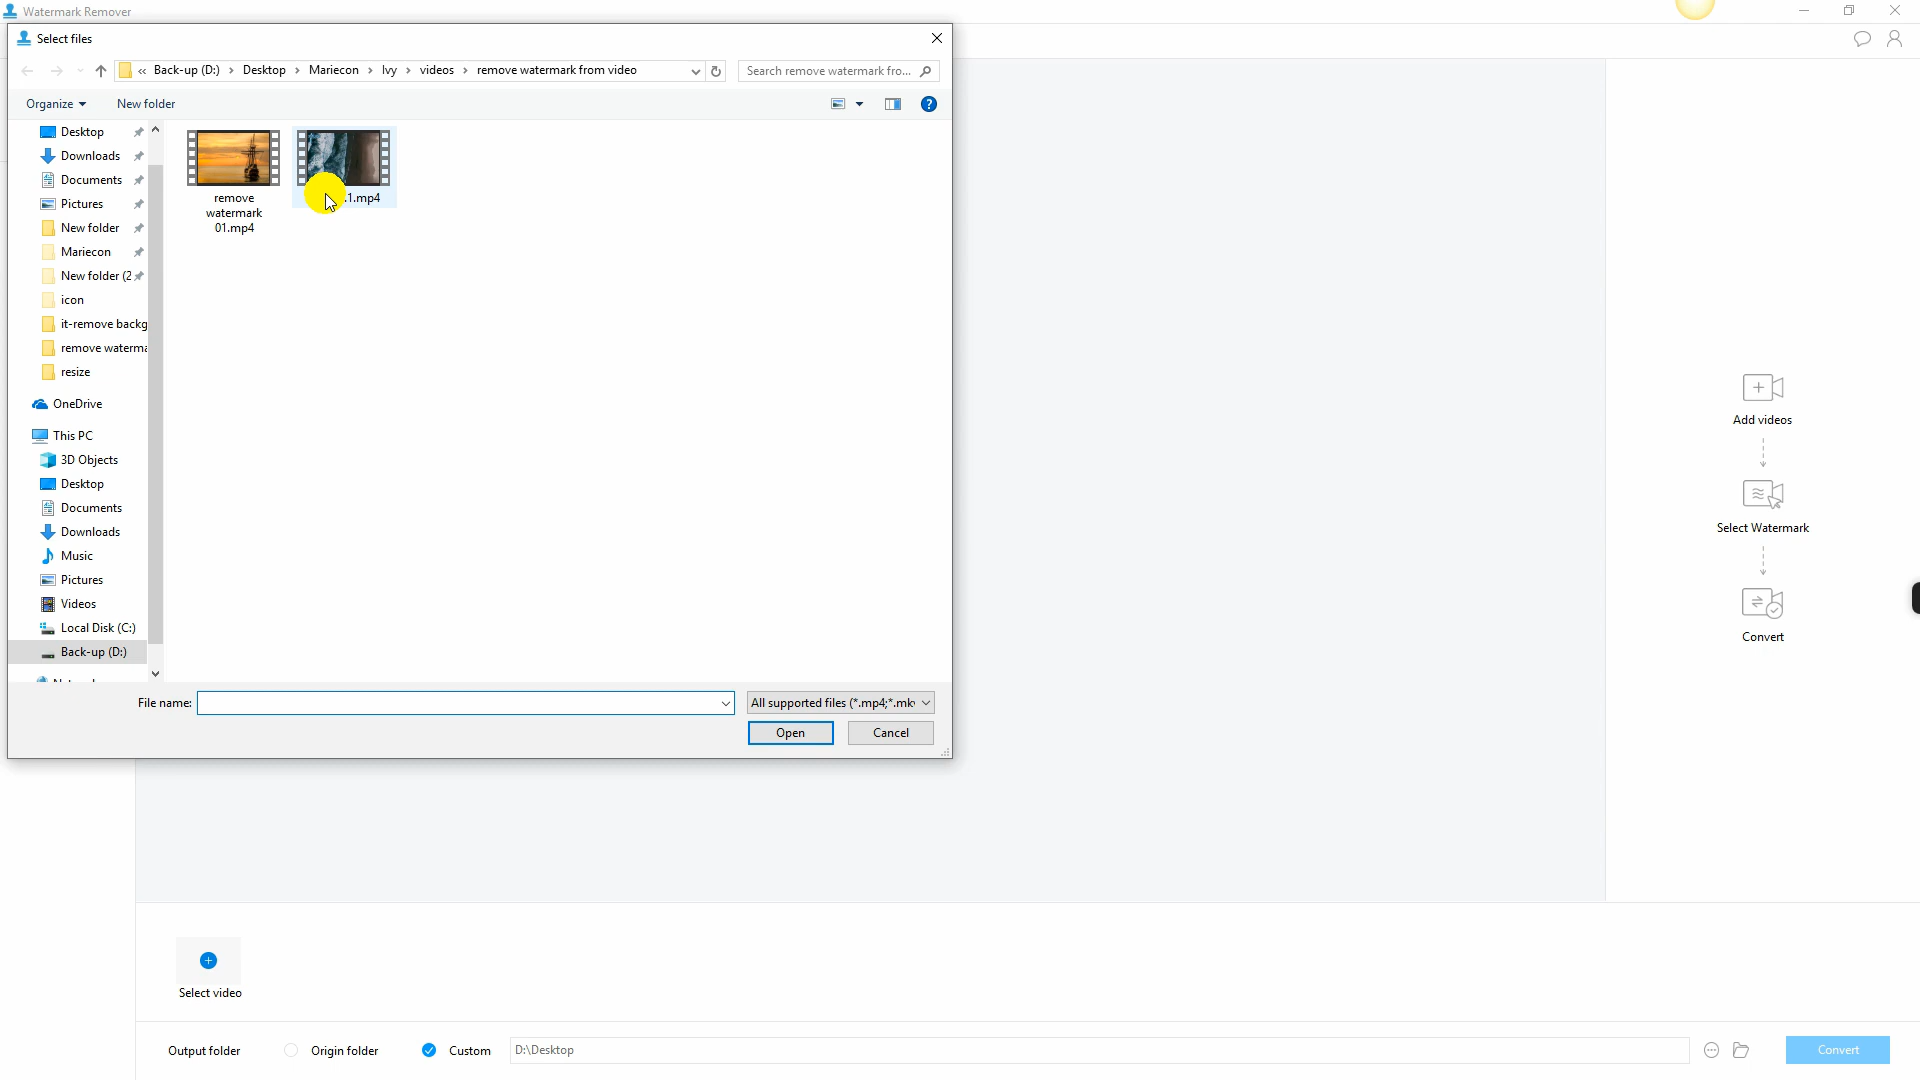 Watermark Remover
Select files
« Back-up (D:) > Desktop > Mariecon > Ivy > videos > remove watermark from video
Search remove watermark fro...
Organize
New folder
Desktop
Downloads
Documents
Pictures
New folder
Mariecon
New folder (2
icon
it-remove backg
remove waterma
resize
OneDrive
This PC
3D Objects
Desktop
Documents
Downloads
Music
Pictures
Videos
Local Disk (C:)
Back-up (D:)
remove
watermark
01.mp4
.1.mp4
File name:
All supported files (*.mp4;*.mk
Open
Cancel
Add videos
Select Watermark
Convert
Select video
Output folder
Origin folder
Custom
D:\Desktop
Convert